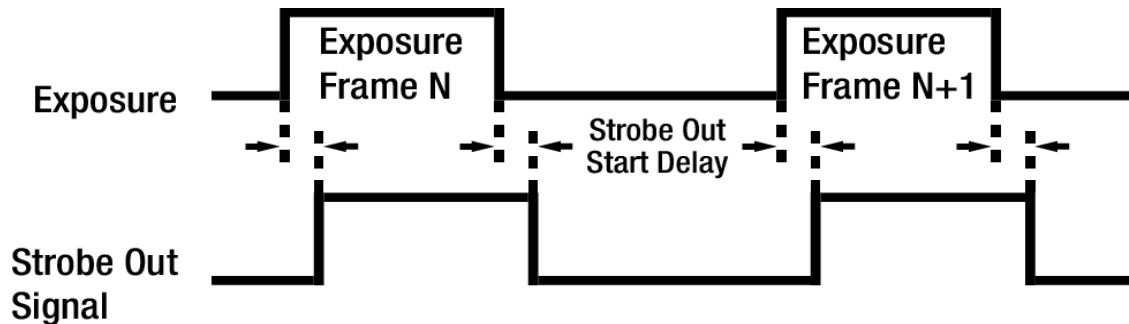 Exposure
Frame N
Exposure
Frame N+1
Exposure
Strobe Out
Start Delay
Strobe Out
Signal